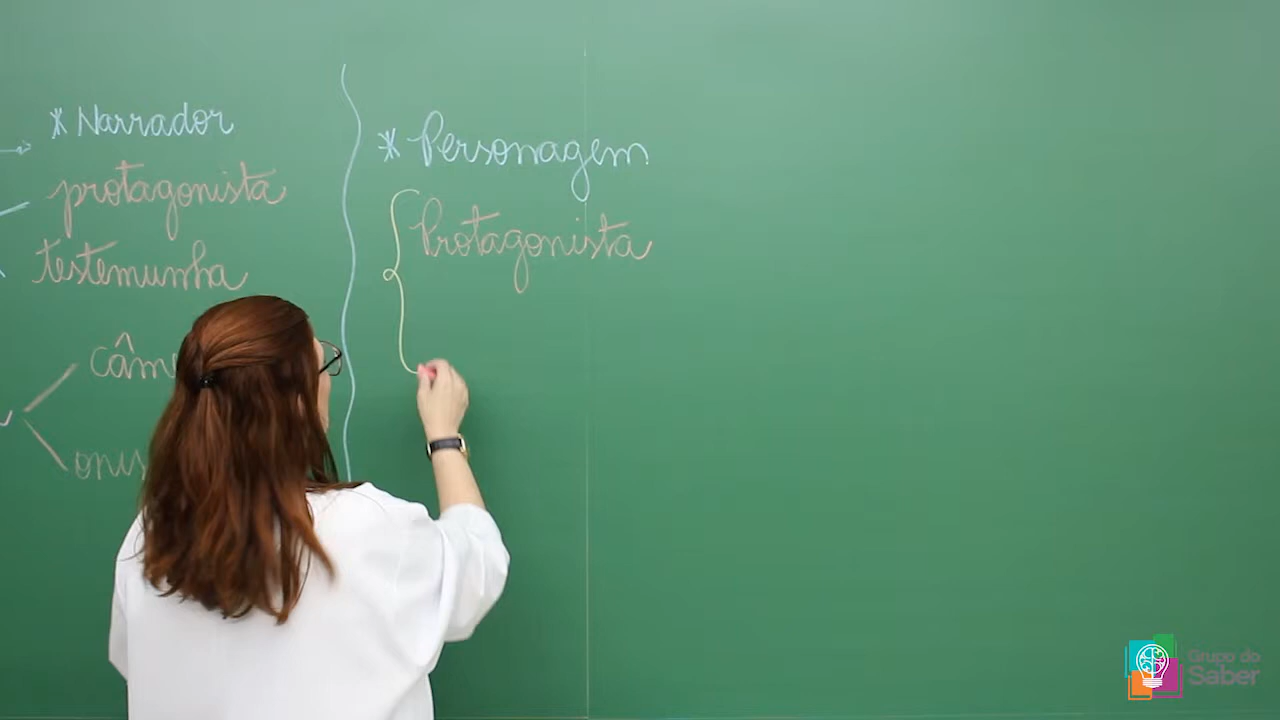 * Narrador
protagonista
testemunha
* Personagem
Protagonista
Grupo do
Saber